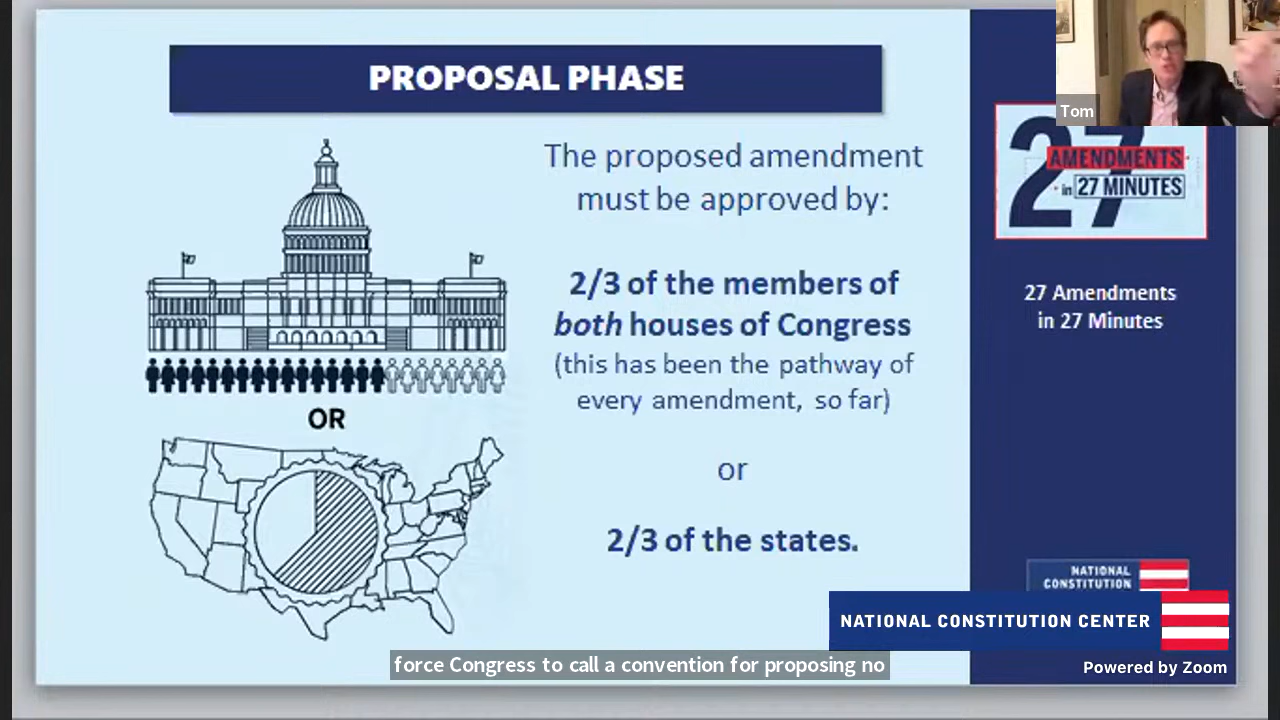 PROPOSAL PHASE
The proposed amendment
must be approved by:
2/3 of the members of
both houses of Congress
(this has been the pathway of
every amendment, so far)
or
2/3 of the states.
OR
Tom
27
AMENDMENTS
in 27 MINUTES
27 Amendments
in 27 Minutes
NATIONAL
CONSTITUTION
NATIONAL CONSTITUTION CENTER
force Congress to call a convention for proposing no
Powered by Zoom